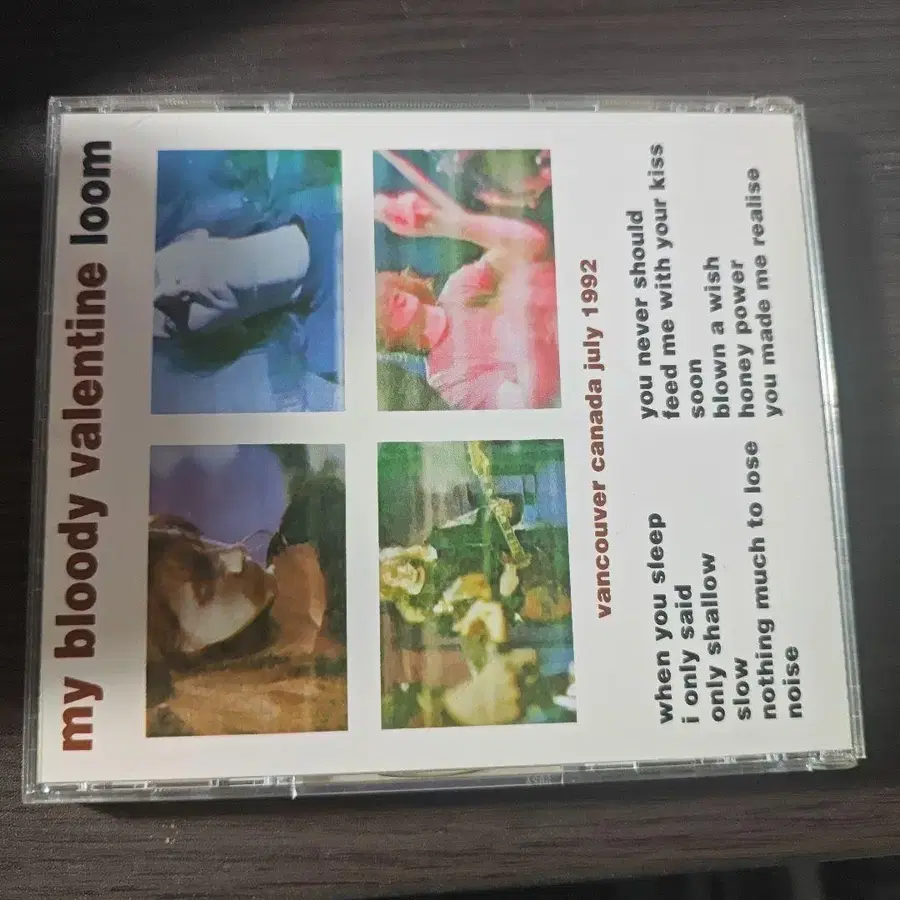 my bloody valentine loom
vancouver canada july 1992
when you sleep
i only said
only shallow
slow
nothing much to lose
noise
you never should
feed me with your kiss
soon
blown a wish
honey power
you made me realise